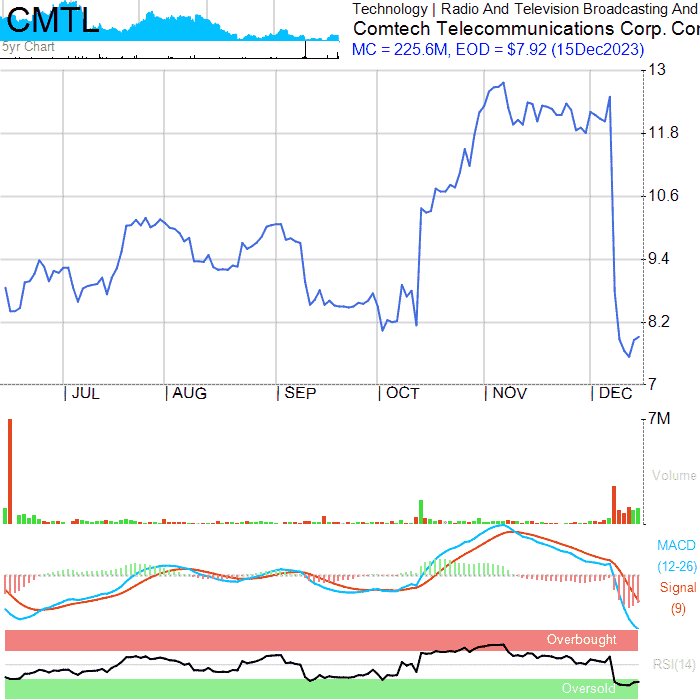 CMTL
5yr Chart
Technology | Radio And Television Broadcasting And
Comtech Telecommunications Corp. Cor
MC = 225.6M, EOD = $7.92 (15Dec2023)
13
11.8
10.6
9.4
8.2
7
| JUL | AUG | SEP | OCT | NOV | DEC
7M
Volume
MACD
(12-26)
Signal
(9)
Overbought
RSI(14)
Oversold